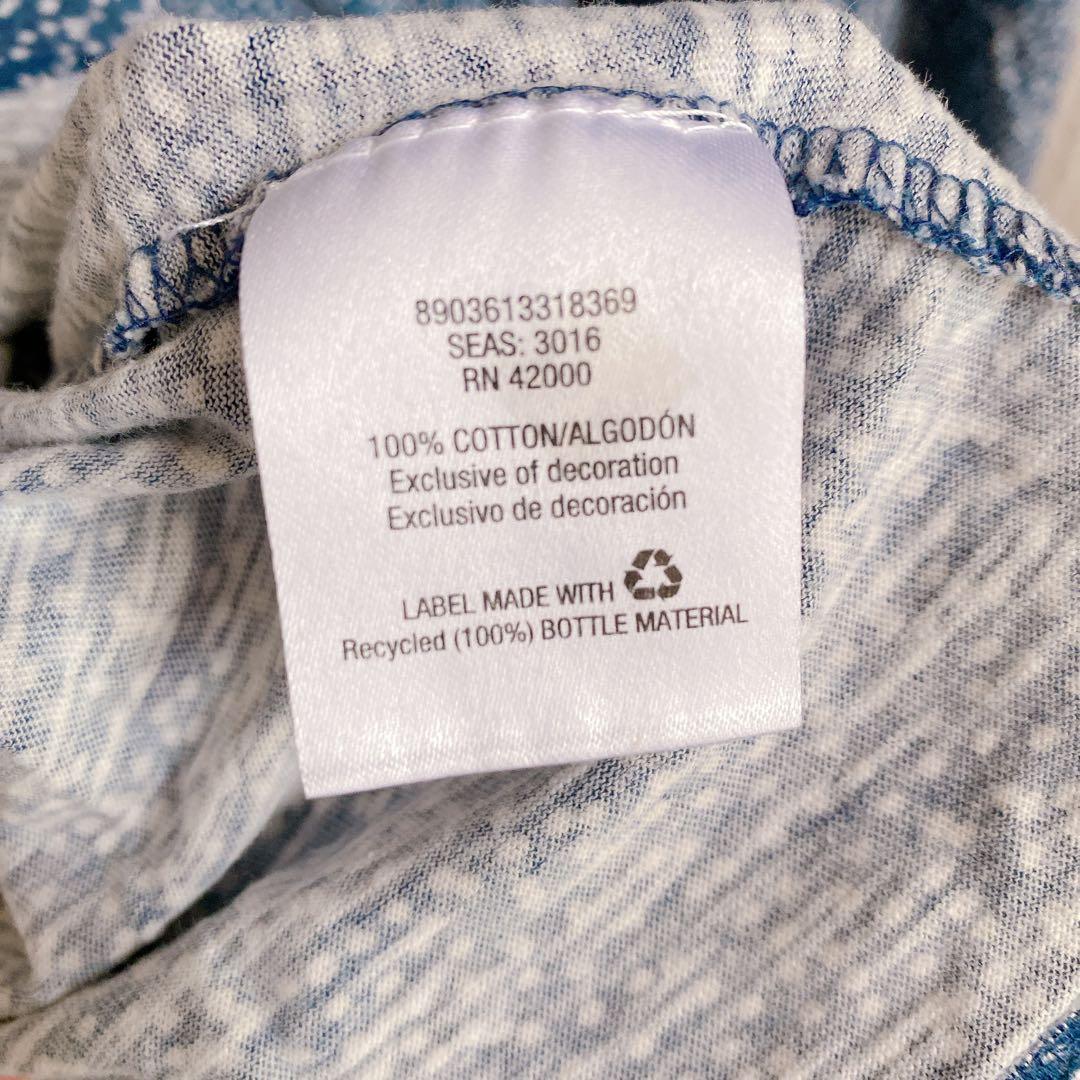 8903613318369
SEAS: 3016
RN 42000
100% COTTON/ALGODÓN
Exclusive of decoration
Exclusivo de decoración
LABEL MADE WITH
Recycled (100%) BOTTLE MATERIAL